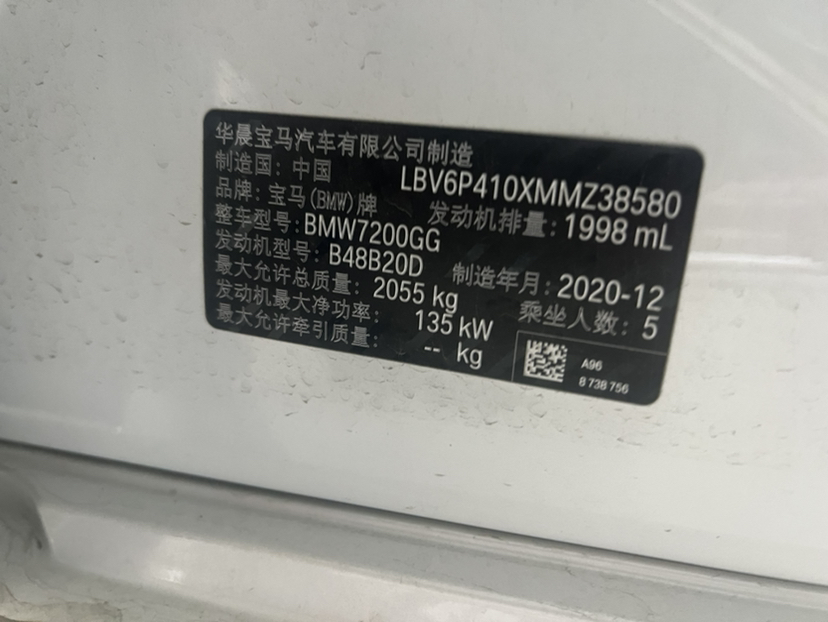 华晨宝马汽车有限公司制造
制造国：中国 LBV6P410XMMZ38580
品牌：宝马(BMW)牌 发动机排量：1998 mL
整车型号：BMW7200GG
发动机型号：B48B20D 制造年月：2020-12
最大允许总质量：2055 kg 乘坐人数：5
发动机最大净功率： 135 kW
最大允许牵引质量： -- kg
A96
8 738 756